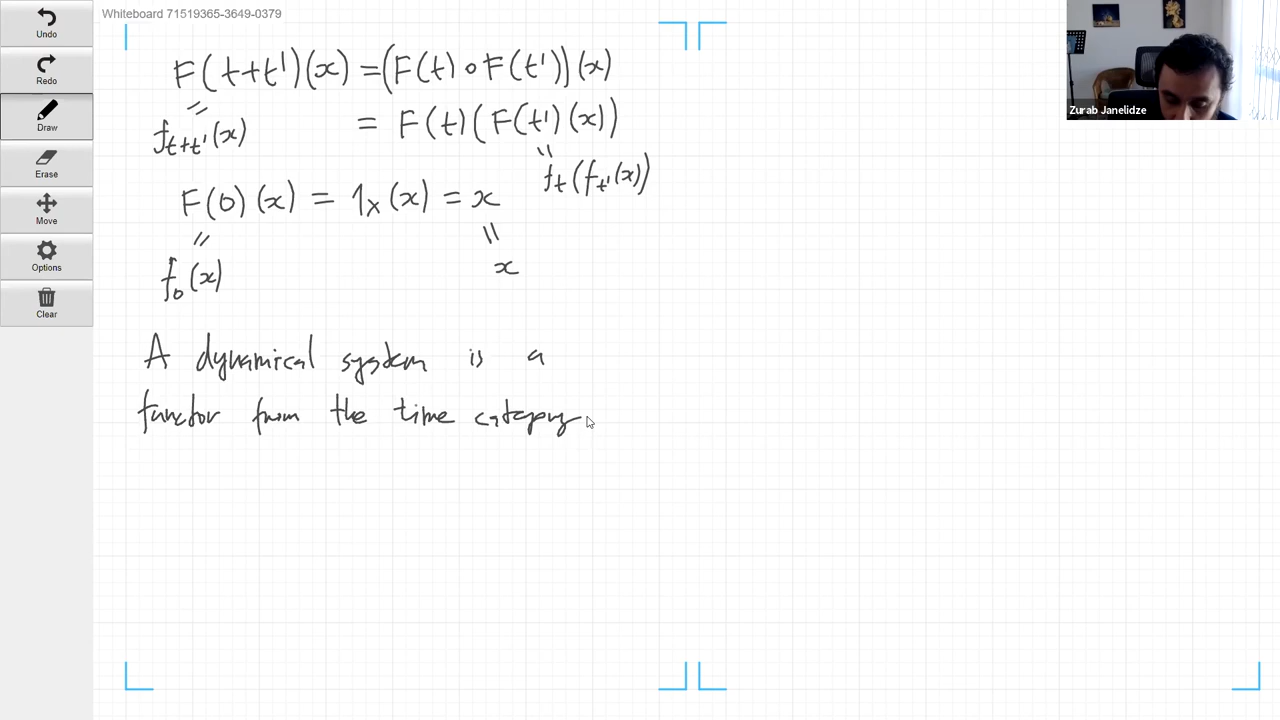 Whiteboard 71519365-3649-0379
Undo
Redo
Draw
Erase
Move
Options
Clear
Zurab Janelidze
F(t+t')(x) = (F(t) ∘ F(t'))(x)
= F(t)(F(t')(x))
f_{t+t'}(x)
f_t(f_{t'}(x))
F(0)(x) = 1_X(x) = x
f_0(x)
x
A dynamical system is a
functor from the time category